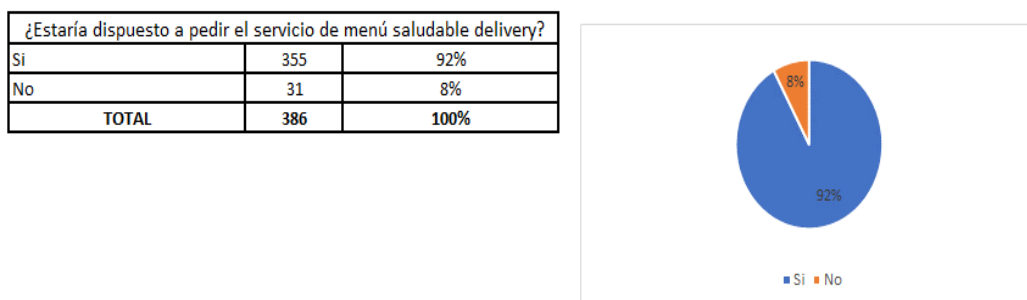 ¿Estaría dispuesto a pedir el servicio de menú saludable delivery?
Si 355 92%
No 31 8%
TOTAL 386 100%
8%
92%
Si No